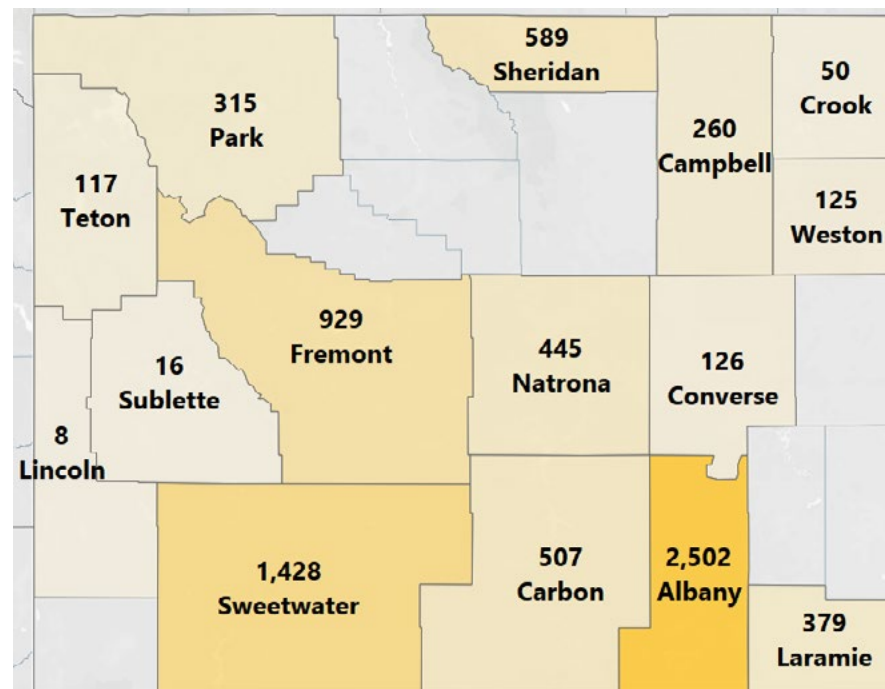 589
Sheridan
50
Crook
315
Park
260
Campbell
117
Teton
125
Weston
929
Fremont
445
Natrona
126
Converse
16
Sublette
8
Lincoln
1,428
Sweetwater
507
Carbon
2,502
Albany
379
Laramie